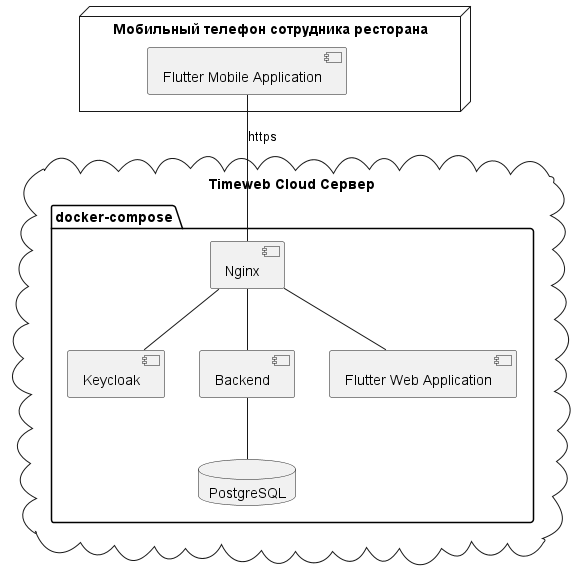 Мобильный телефон сотрудника ресторана
Flutter Mobile Application
https
Timeweb Cloud Сервер
docker-compose
Nginx
Keycloak
Backend
Flutter Web Application
PostgreSQL